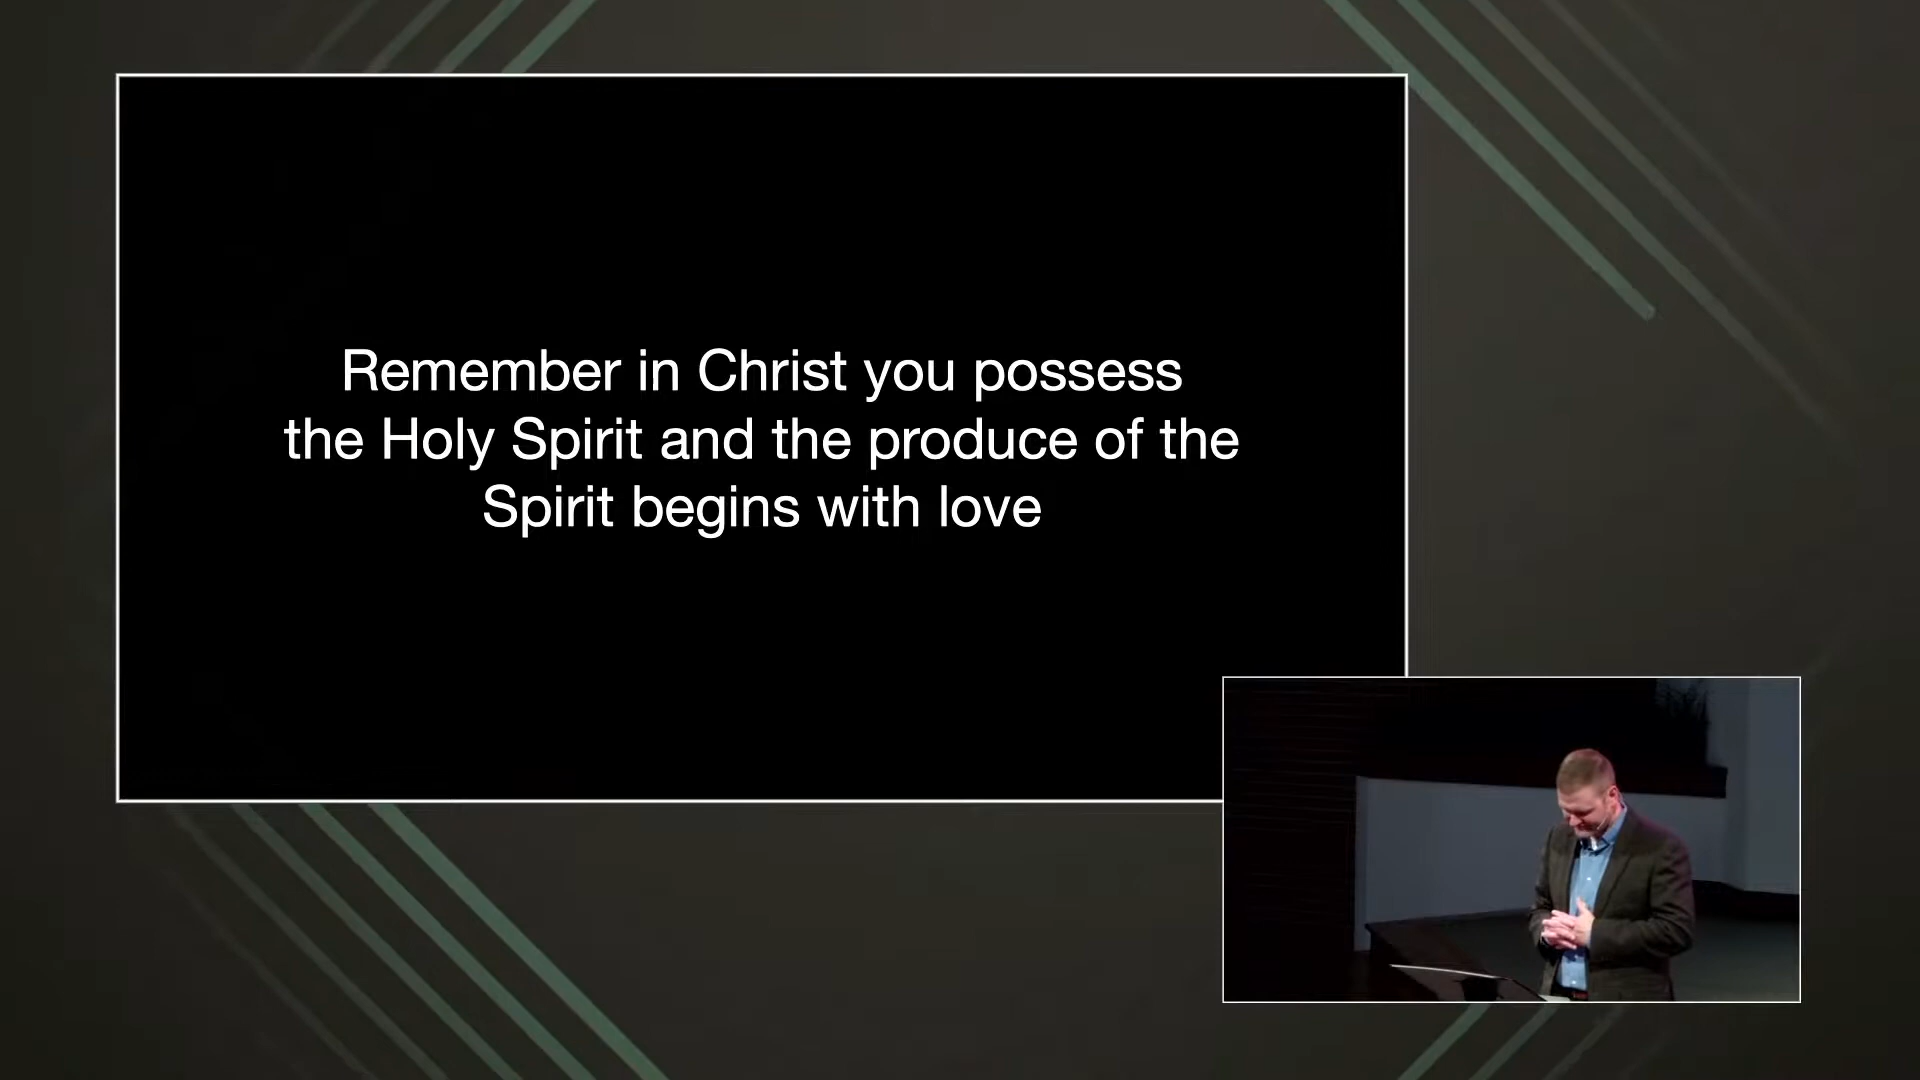 Remember in Christ you possess
the Holy Spirit and the produce of the
Spirit begins with love